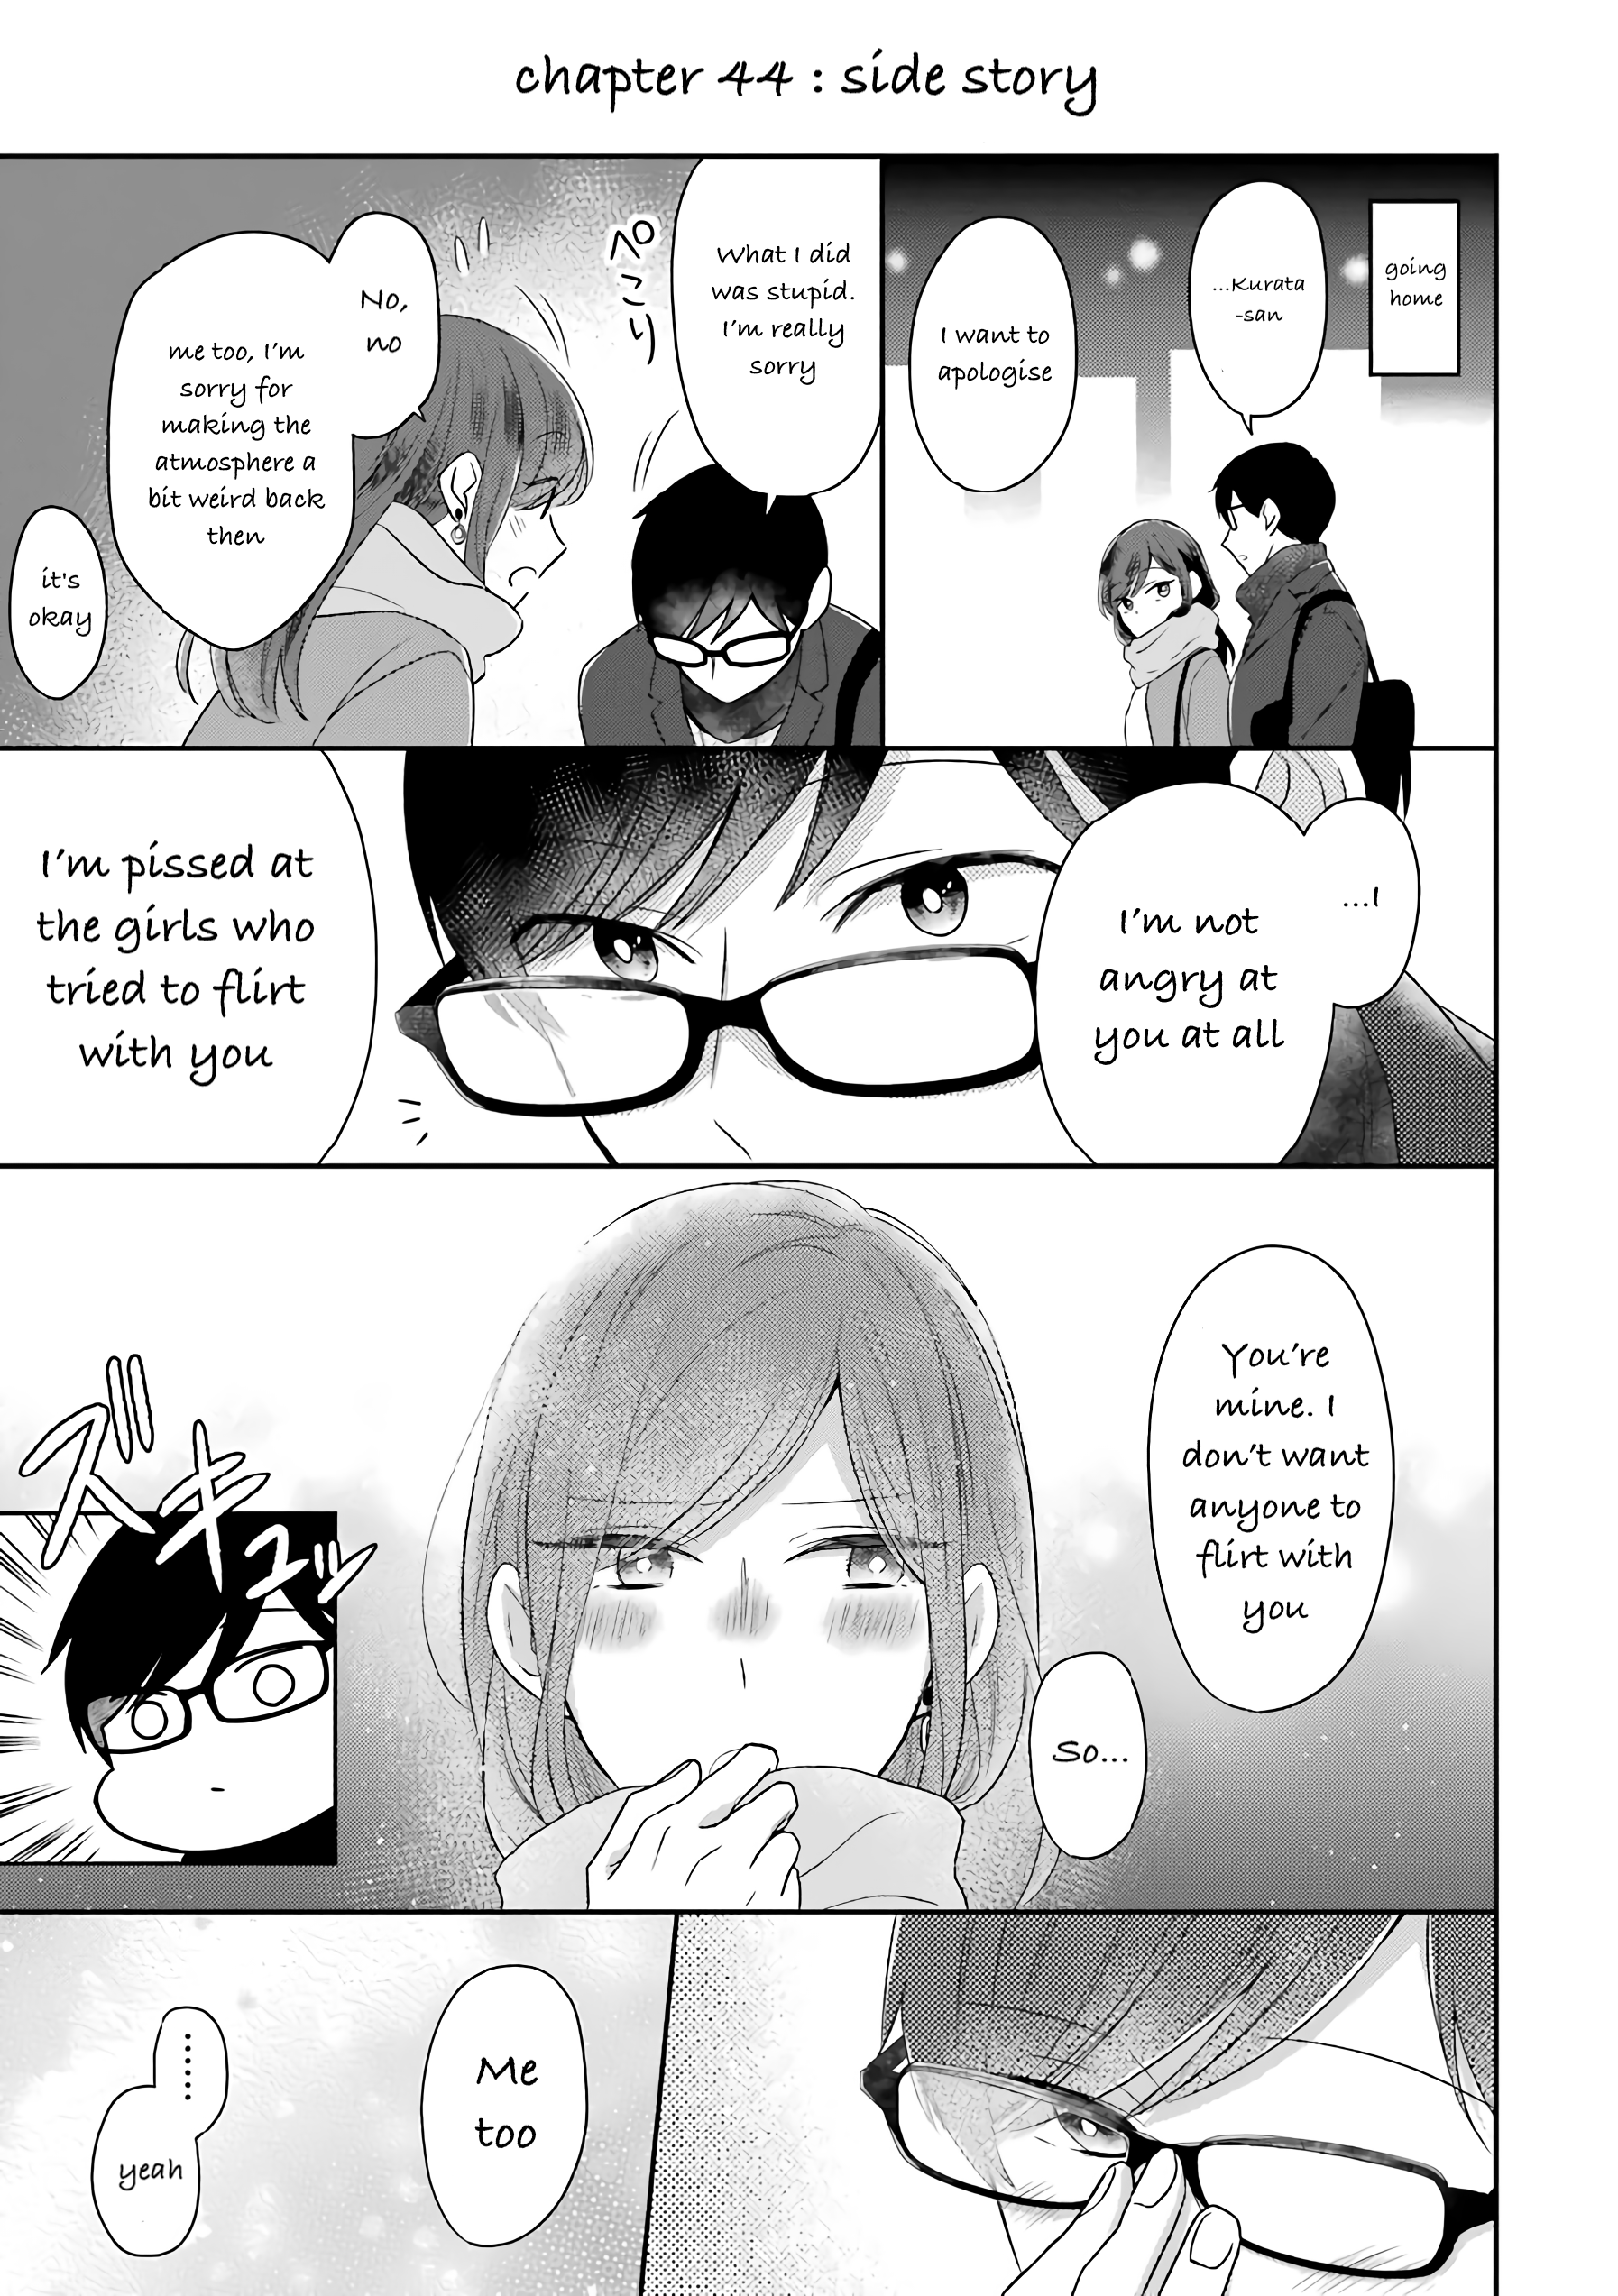 chapter 44 : side story
going
home
...Kurata
-san
I want to
apologise
What I did
was stupid.
I'm really
sorry
ペこり
No,
no
me too, I'm
sorry for
making the
atmosphere a
bit weird back
then
it's
okay
...I
I'm not
angry at
you at all
I'm pissed at
the girls who
tried to flirt
with you
You're
mine. I
don't want
anyone to
flirt with
you
So...
ズキュッ
Me
too
......
yeah